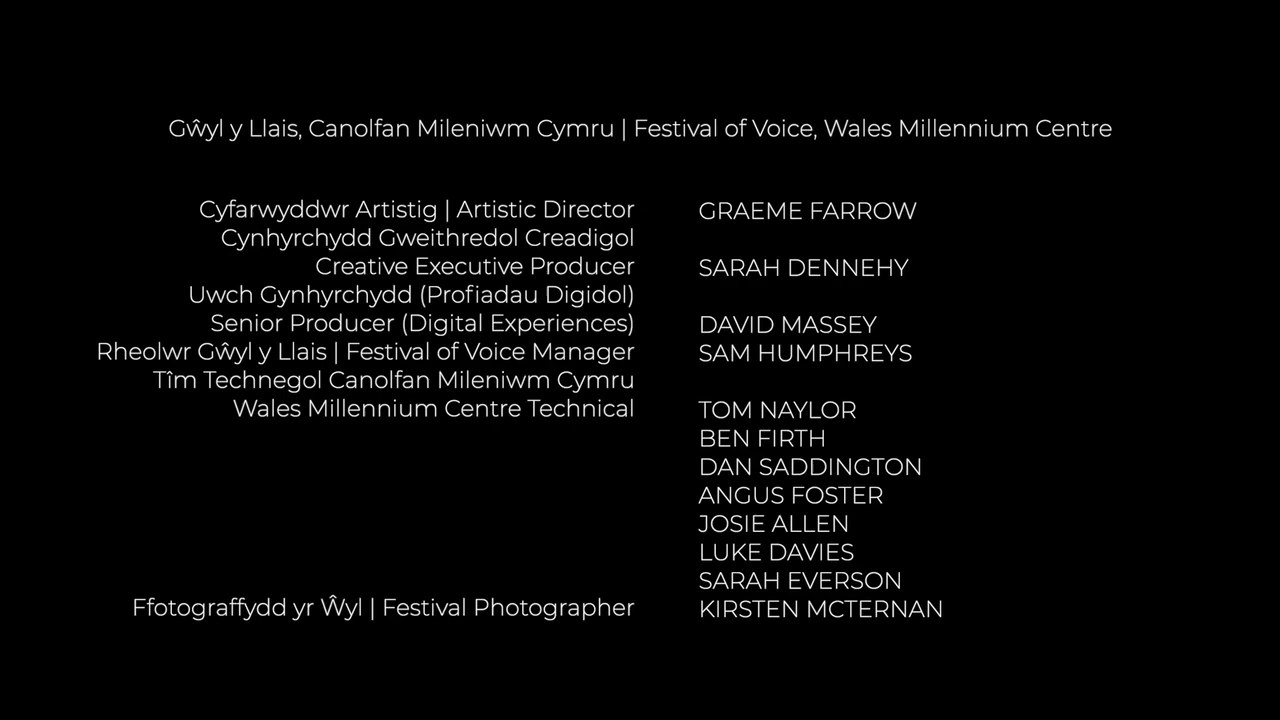 Gŵyl y Llais, Canolfan Mileniwm Cymru | Festival of Voice, Wales Millennium Centre
Cyfarwyddwr Artistig | Artistic Director GRAEME FARROW
Cynhyrchydd Gweithredol Creadigol
Creative Executive Producer SARAH DENNEHY
Uwch Gynhyrchydd (Profiadau Digidol)
Senior Producer (Digital Experiences) DAVID MASSEY
Rheolwr Gŵyl y Llais | Festival of Voice Manager SAM HUMPHREYS
Tîm Technegol Canolfan Mileniwm Cymru
Wales Millennium Centre Technical TOM NAYLOR
BEN FIRTH
DAN SADDINGTON
ANGUS FOSTER
JOSIE ALLEN
LUKE DAVIES
SARAH EVERSON
Ffotograffydd yr Ŵyl | Festival Photographer KIRSTEN MCTERNAN